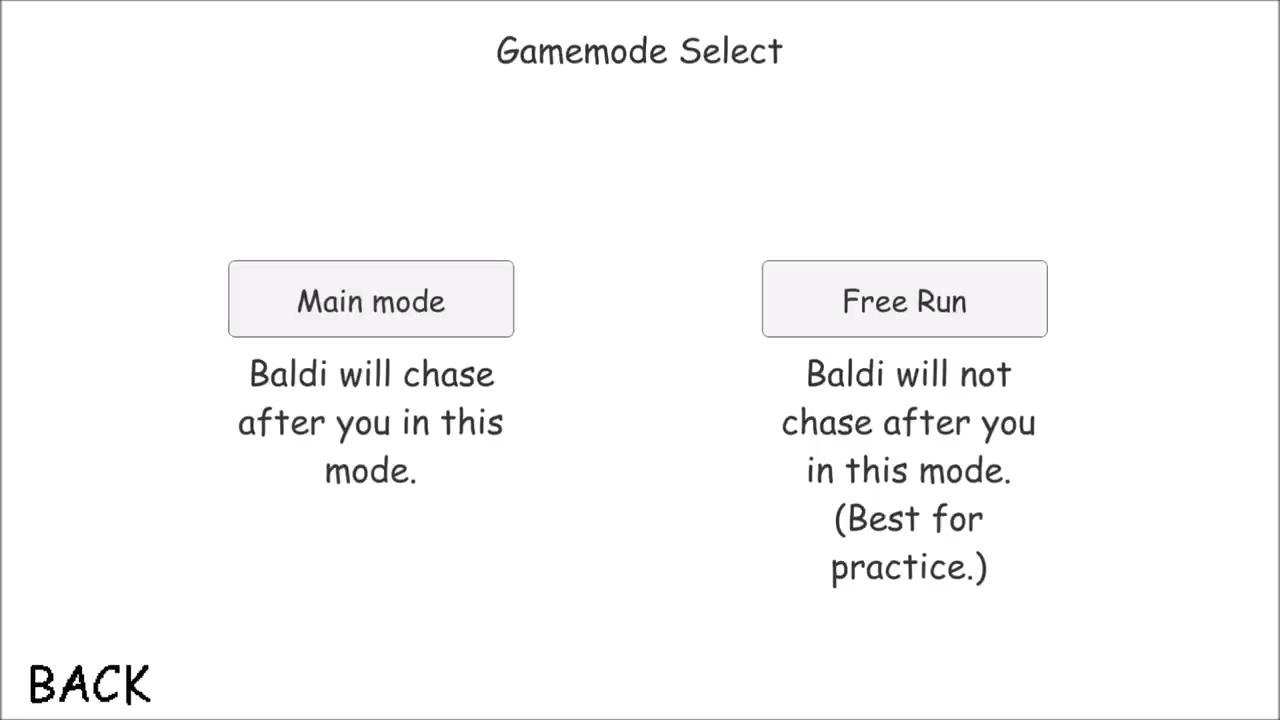 Gamemode Select
Main mode
Baldi will chase
after you in this
mode.
Free Run
Baldi will not
chase after you
in this mode.
(Best for
practice.)
BACK